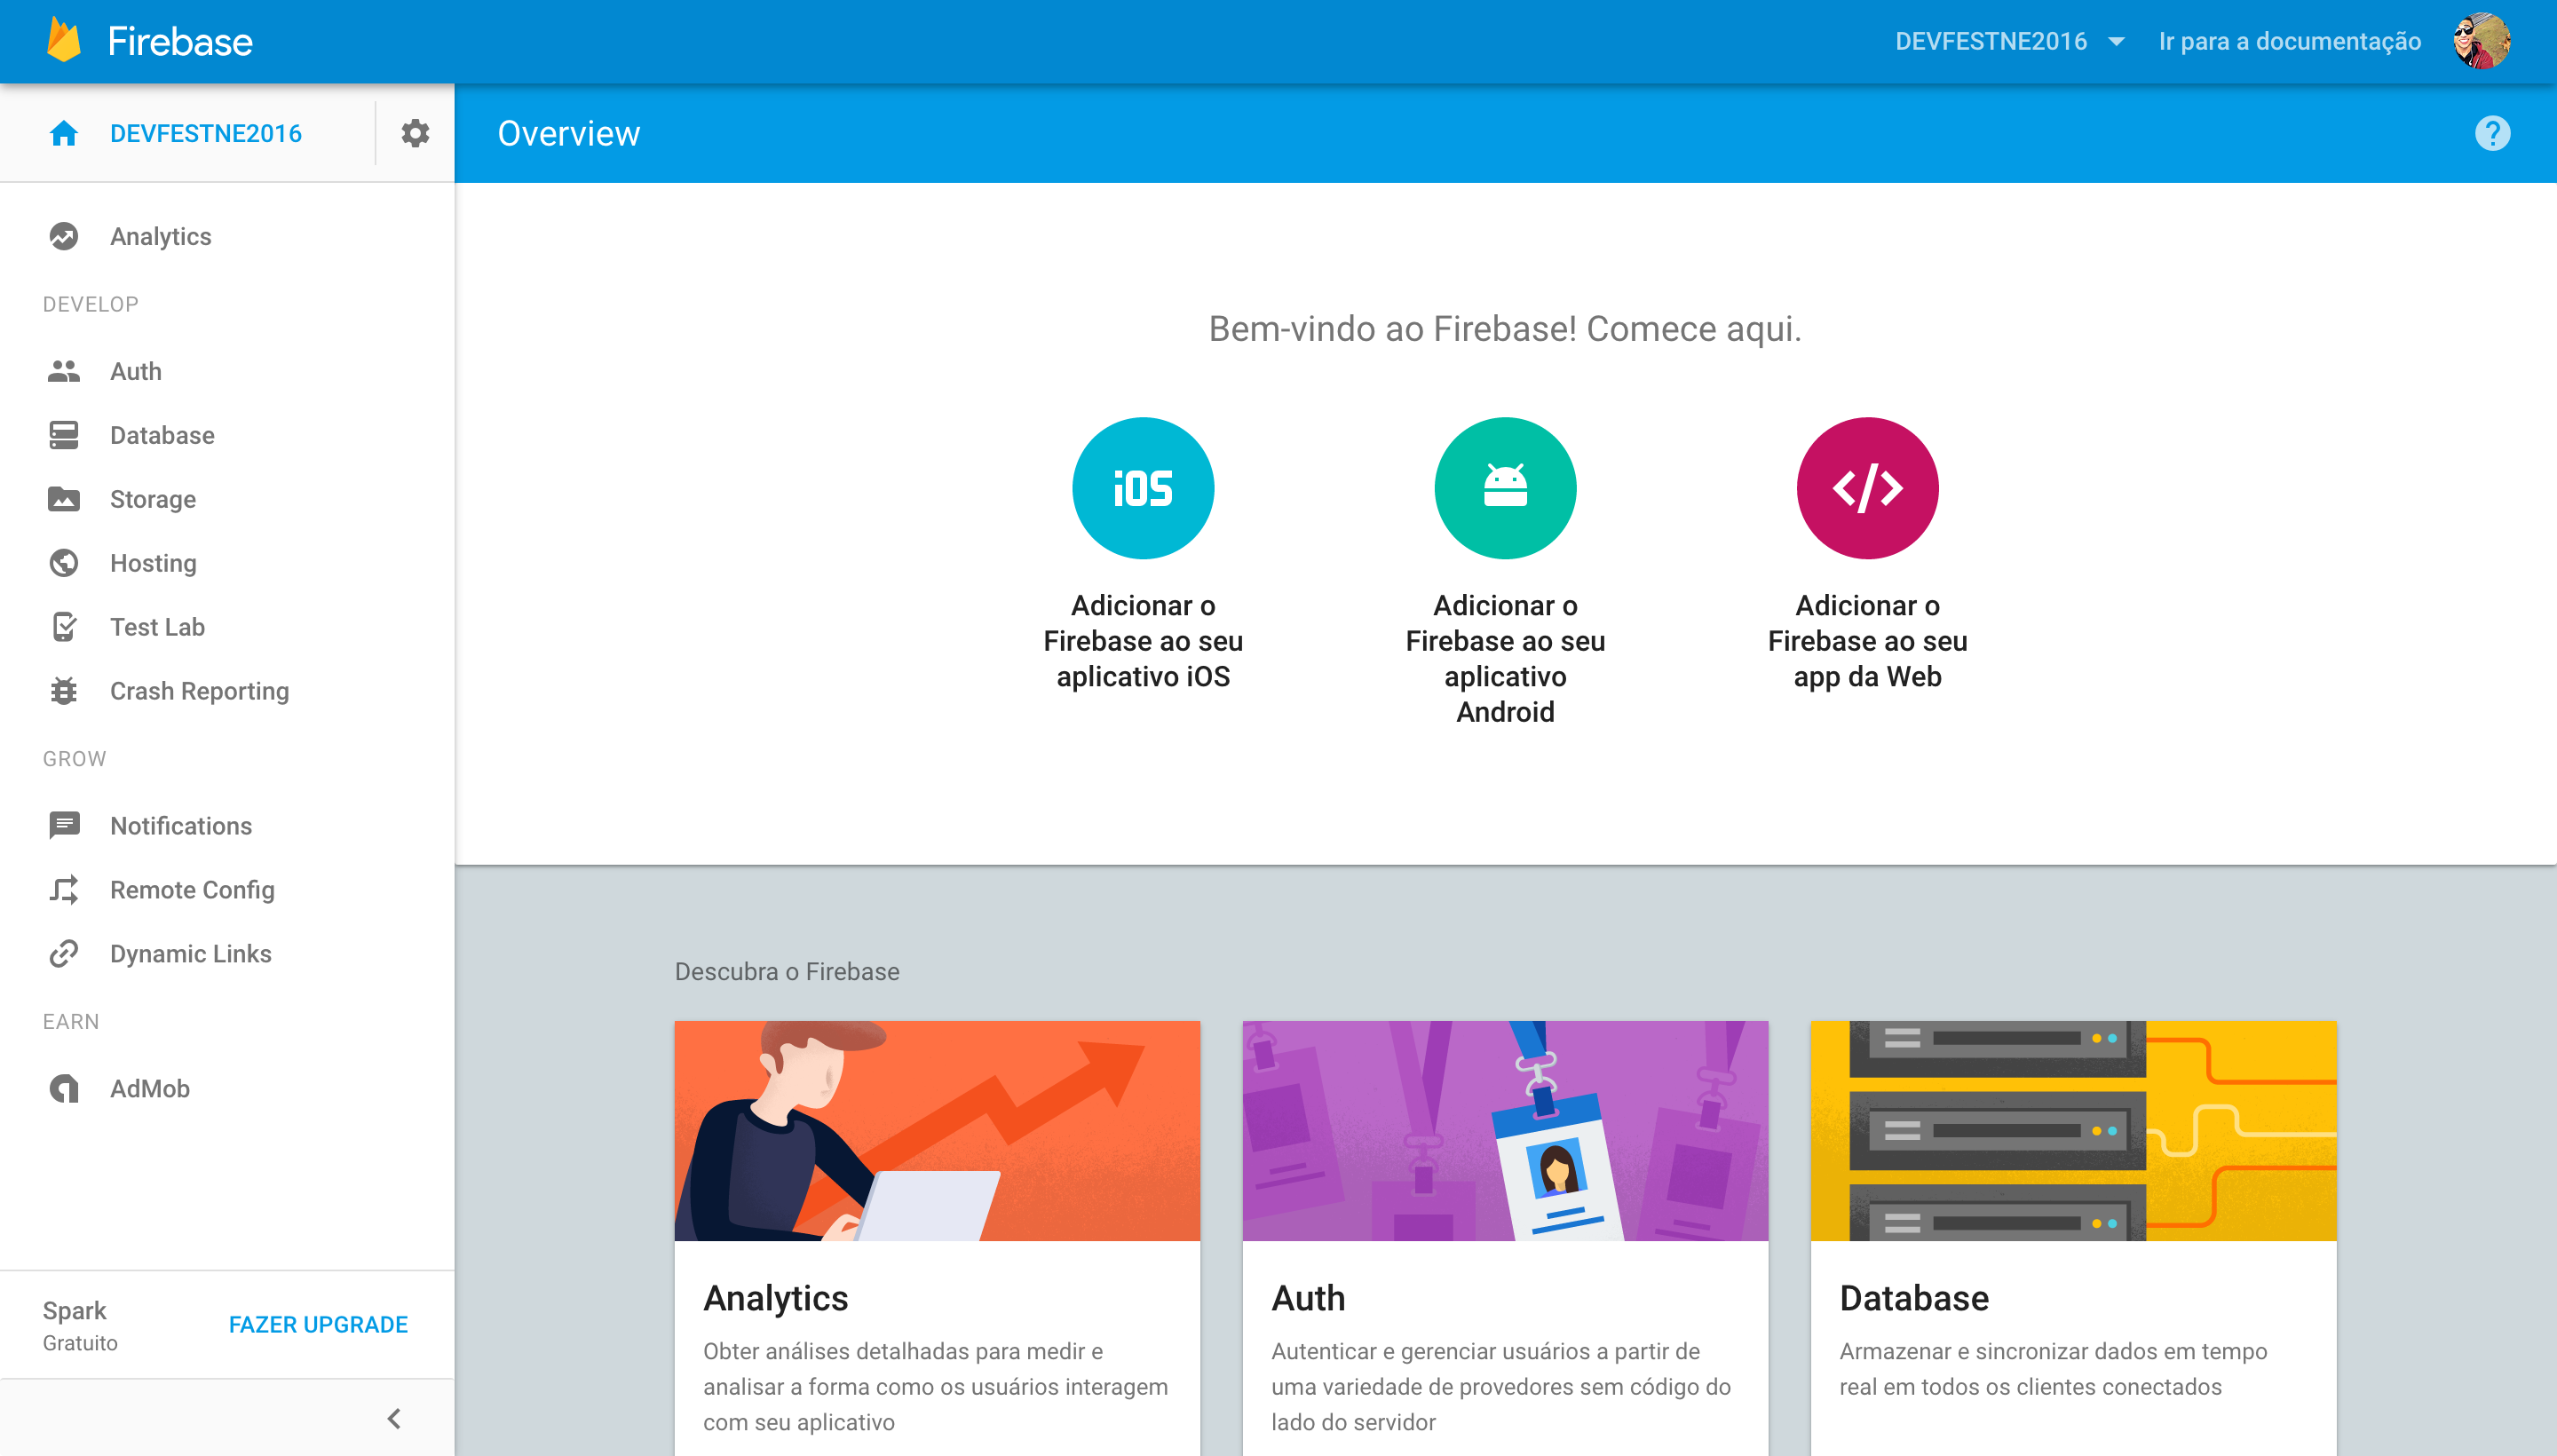 Firebase
DEVFESTNE2016
Ir para a documentação
DEVFESTNE2016
Overview
?
Analytics
DEVELOP
Auth
Database
Storage
Hosting
Test Lab
Crash Reporting
GROW
Notifications
Remote Config
Dynamic Links
EARN
AdMob
Spark
Gratuito
FAZER UPGRADE
Bem-vindo ao Firebase! Comece aqui.
iOS
Adicionar o
Firebase ao seu
aplicativo iOS
Adicionar o
Firebase ao seu
aplicativo
Android
</>
Adicionar o
Firebase ao seu
app da Web
Descubra o Firebase
Analytics
Obter análises detalhadas para medir e
analisar a forma como os usuários interagem
com seu aplicativo
Auth
Autenticar e gerenciar usuários a partir de
uma variedade de provedores sem código do
lado do servidor
Database
Armazenar e sincronizar dados em tempo
real em todos os clientes conectados